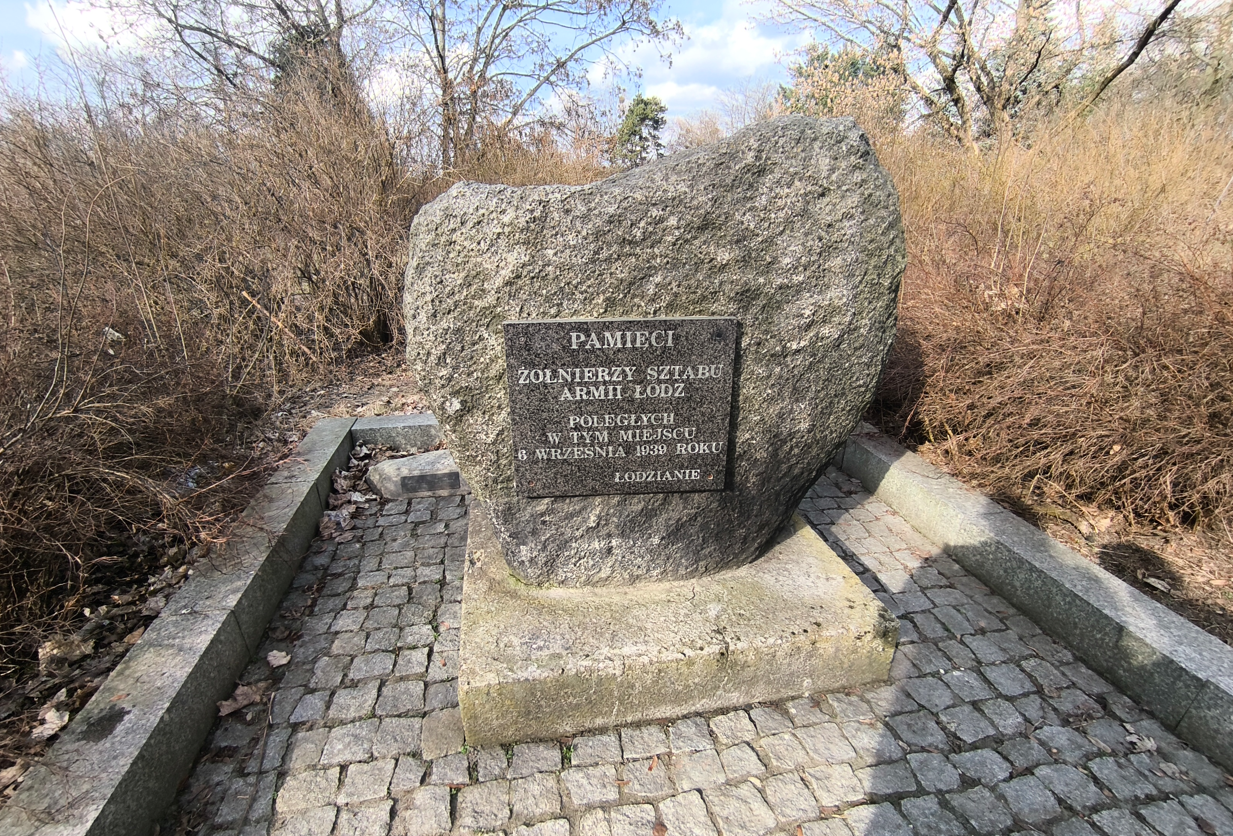 PAMIĘCI
ŻOŁNIERZY SZTABU
ARMII ŁÓDŹ
POLEGŁYCH
W TYM MIEJSCU
6 WRZEŚNIA 1939 ROKU
ŁODZIANIE